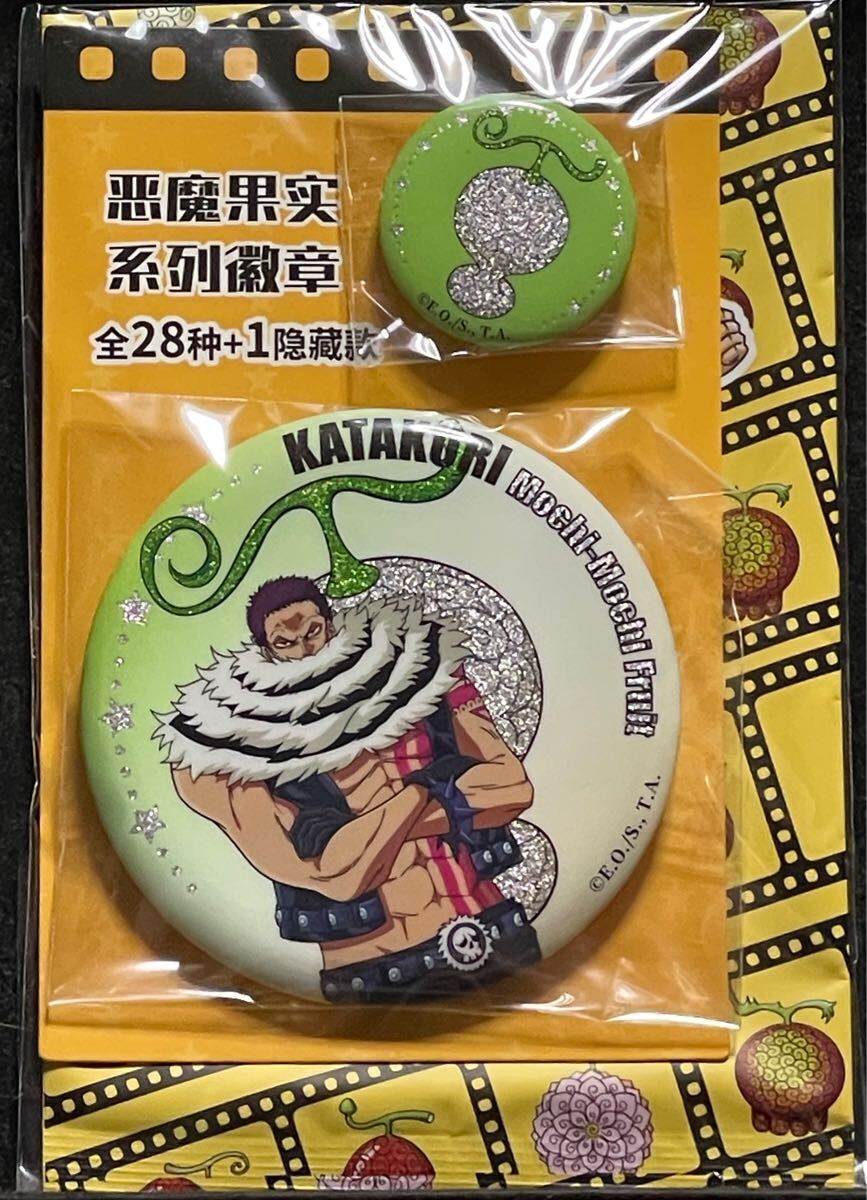 恶魔果实
系列徽章
全28种+1隐藏款
©E.O./S., T.A.
KATAKURI
Mochi-Mochi Fruit
©E.O./S., T.A.